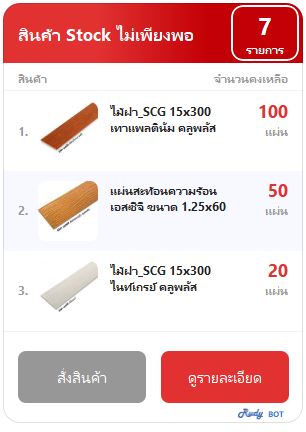 สินค้า Stock ไม่เพียงพอ
7
รายการ
สินค้า
จำนวนคงเหลือ
1.
ไม้ฝา_SCG 15x300
เทาแพลตินั่ม คลูพลัส
100
แผ่น
2.
แผ่นสะท้อนความร้อน
เอสซีจี ขนาด 1.25x60
50
แผ่น
3.
ไม้ฝา_SCG 15x300
ไนท์เกรย์ คลูพลัส
20
แผ่น
สั่งสินค้า
ดูรายละเอียด
Rudy BOT